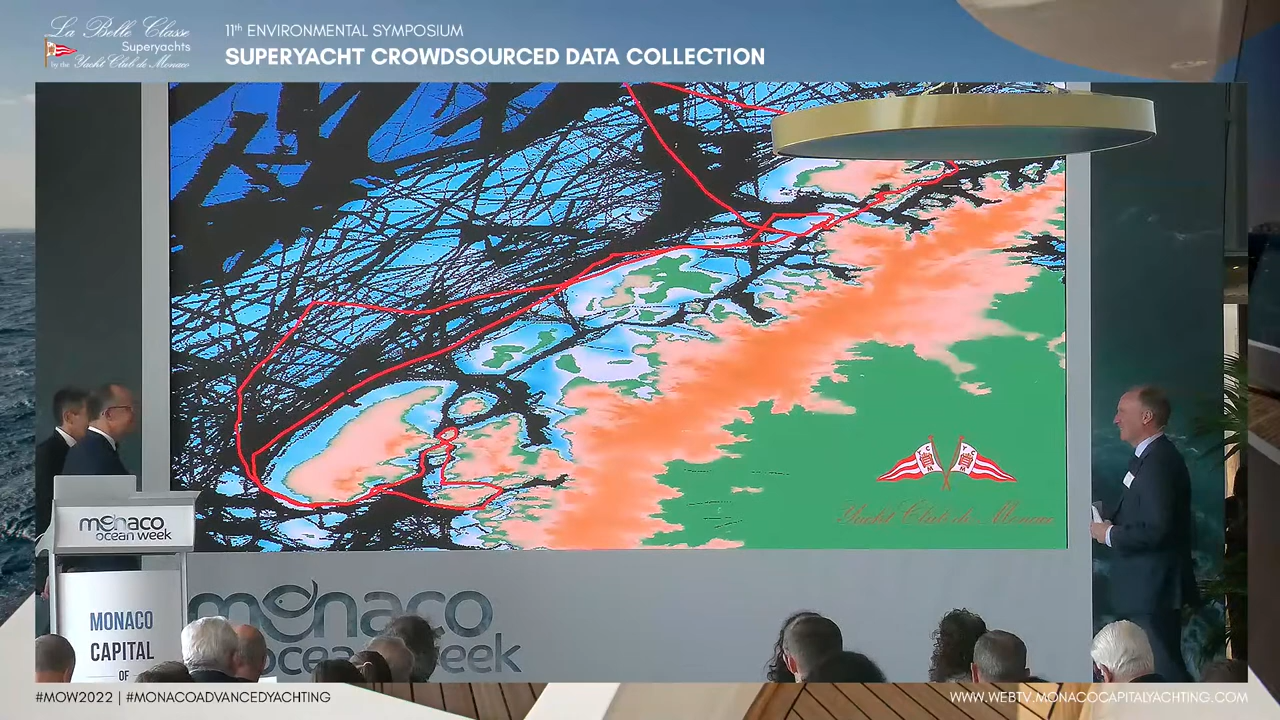 La Belle Classe
Superyachts
by the Yacht Club de Monaco
11th ENVIRONMENTAL SYMPOSIUM
SUPERYACHT CROWDSOURCED DATA COLLECTION
Yacht Club de Monaco
monaco
ocean week
MONACO
CAPITAL
OF
monaco
ocean week
#MOW2022 | #MONACOADVANCEDYACHTING
WWW.WEBTV.MONACOCAPITALYACHTING.COM